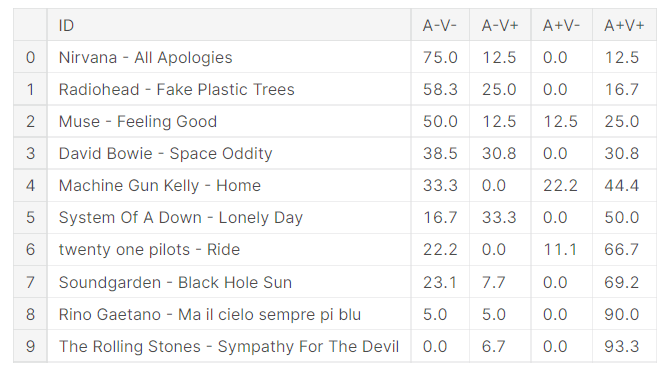 ID A-V- A-V+ A+V- A+V+
0 Nirvana - All Apologies 75.0 12.5 0.0 12.5
1 Radiohead - Fake Plastic Trees 58.3 25.0 0.0 16.7
2 Muse - Feeling Good 50.0 12.5 12.5 25.0
3 David Bowie - Space Oddity 38.5 30.8 0.0 30.8
4 Machine Gun Kelly - Home 33.3 0.0 22.2 44.4
5 System Of A Down - Lonely Day 16.7 33.3 0.0 50.0
6 twenty one pilots - Ride 22.2 0.0 11.1 66.7
7 Soundgarden - Black Hole Sun 23.1 7.7 0.0 69.2
8 Rino Gaetano - Ma il cielo sempre pi blu 5.0 5.0 0.0 90.0
9 The Rolling Stones - Sympathy For The Devil 0.0 6.7 0.0 93.3